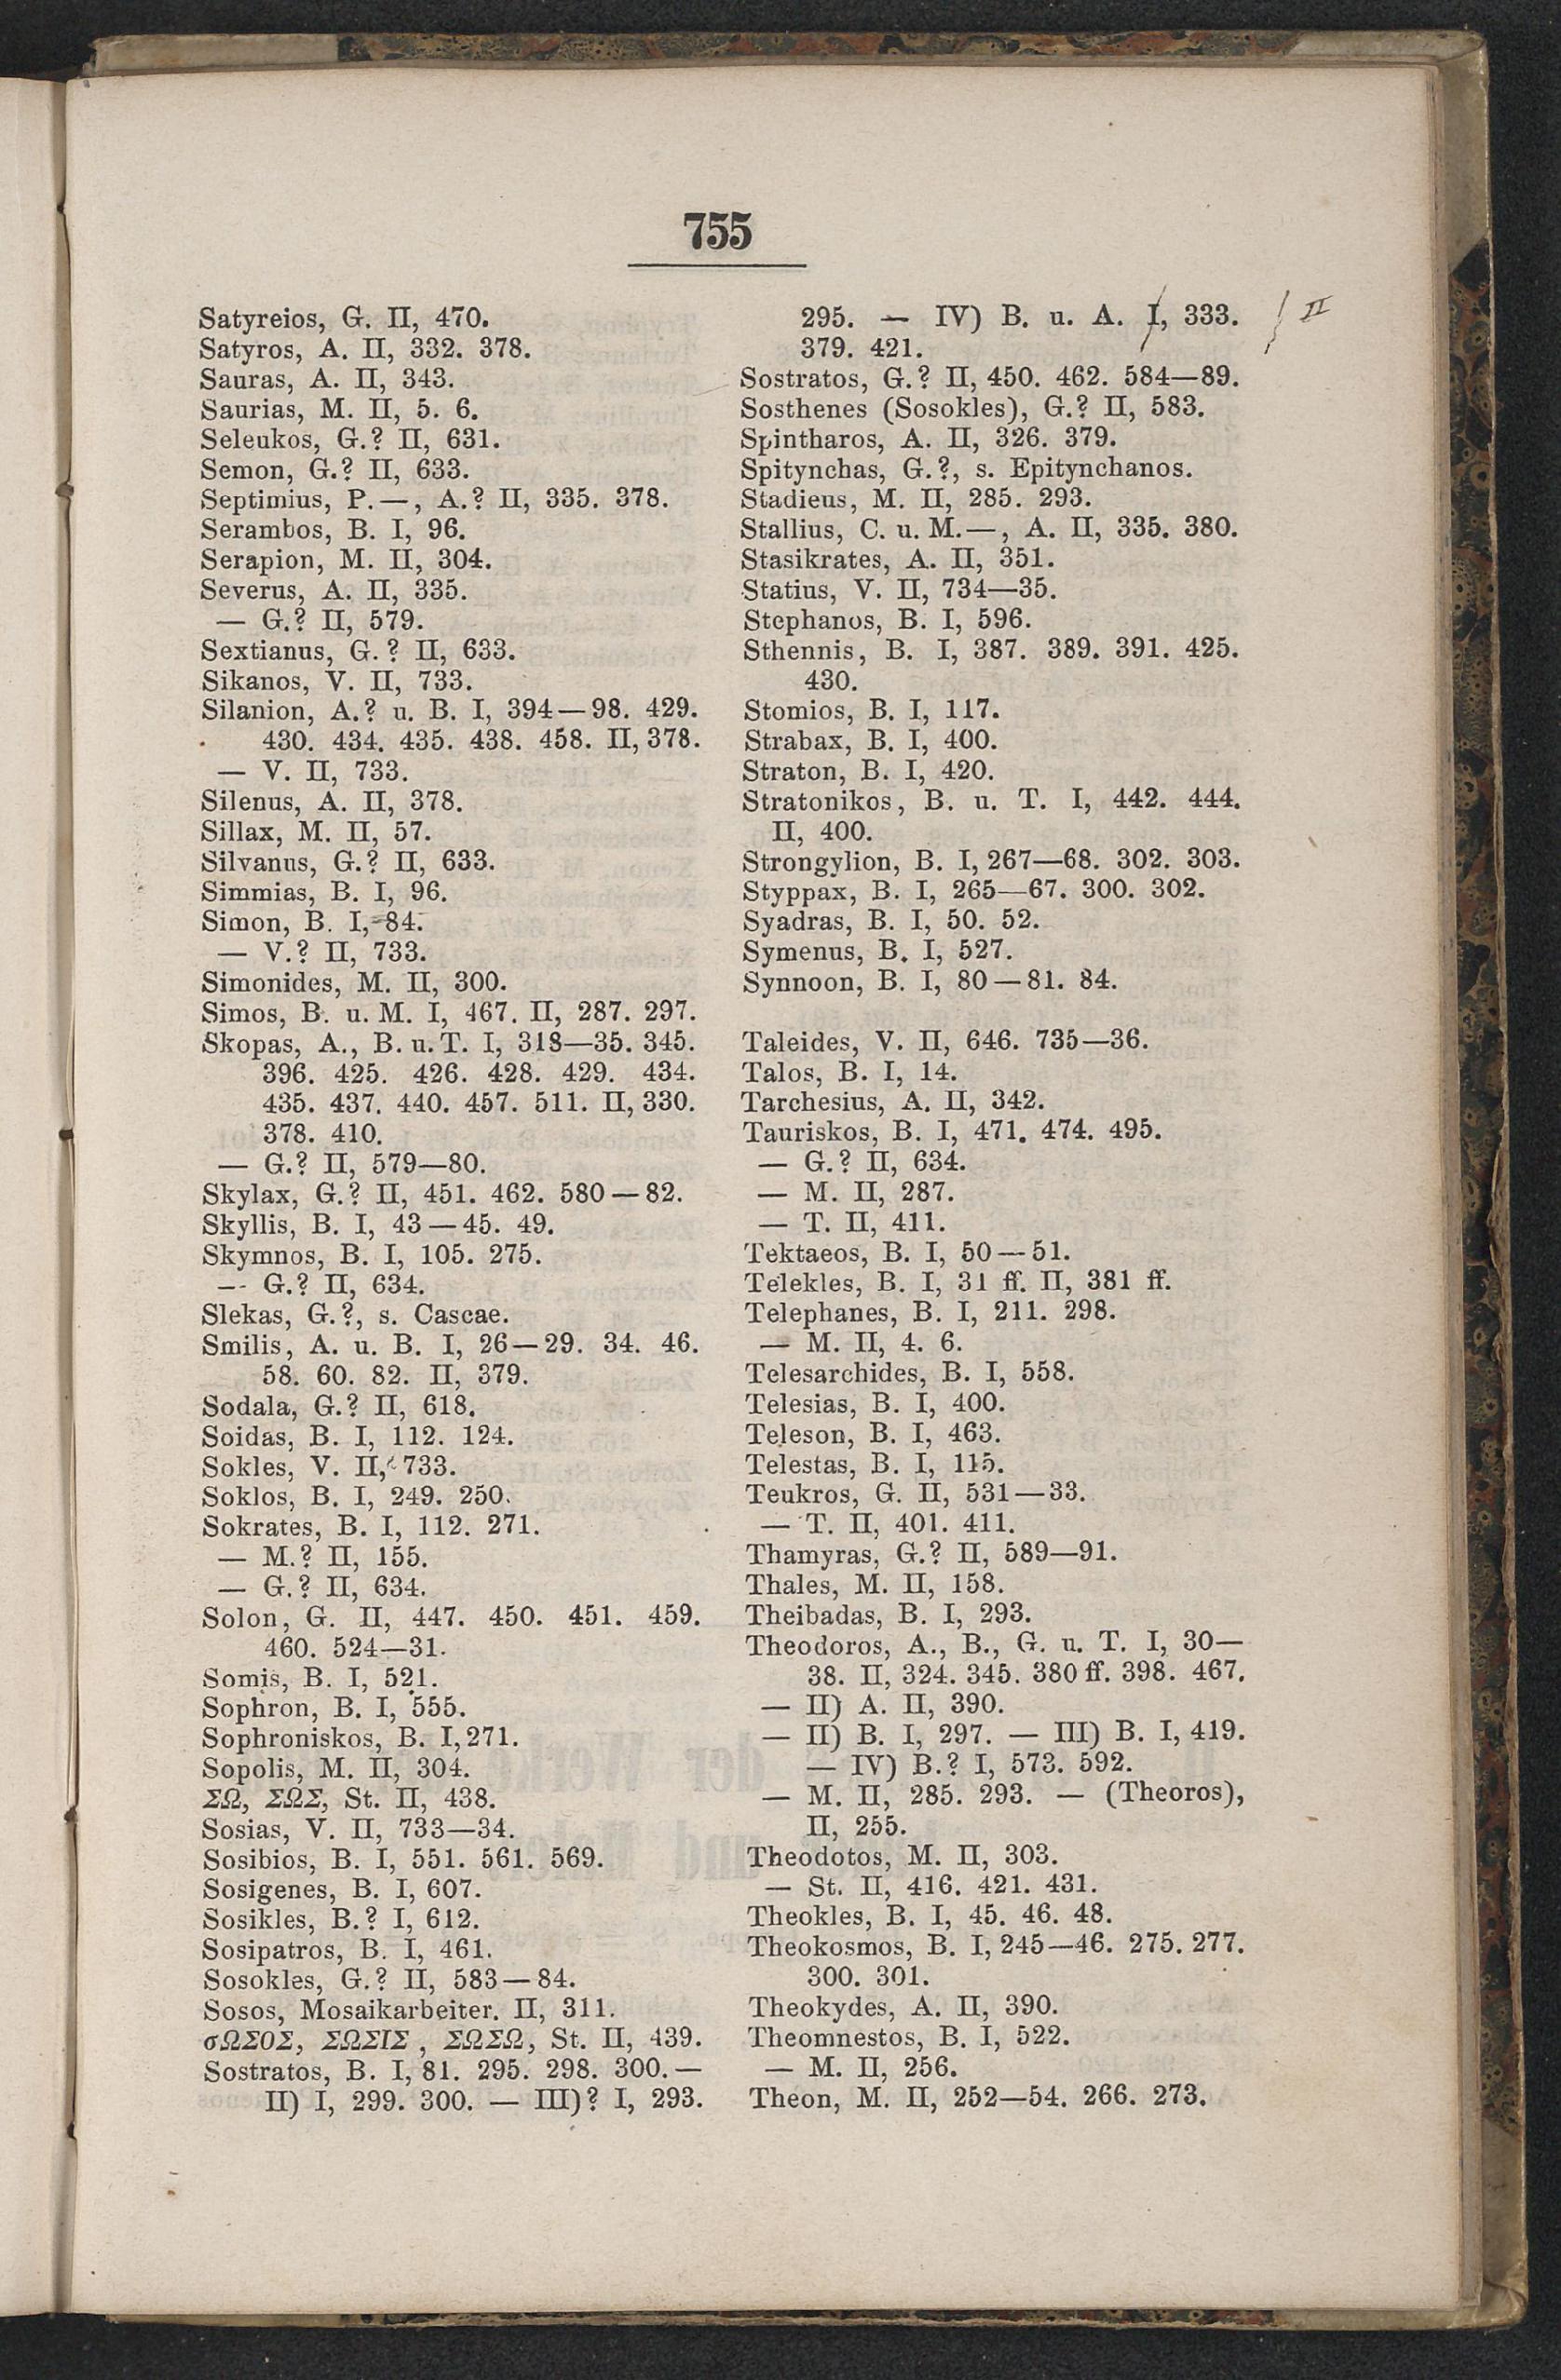 755
Satyreios, G. II, 470.
Satyros, A. II, 332. 378.
Sauras, A. II, 343.
Saurias, M. II, 5. 6.
Seleukos, G.? II, 631.
Semon, G.? II, 633.
Septimius, P.—, A.? II, 335. 378.
Serambos, B. I, 96.
Serapion, M. II, 304.
Severus, A. II, 335.
— G.? II, 579.
Sextianus, G.? II, 633.
Sikanos, V. II, 733.
Silanion, A.? u. B. I, 394—98. 429.
430. 434. 435. 438. 458. II, 378.
— V. II, 733.
Silenus, A. II, 378.
Sillax, M. II, 57.
Silvanus, G.? II, 633.
Simmias, B. I, 96.
Simon, B. I, 84.
— V.? II, 733.
Simonides, M. II, 300.
Simos, B. u. M. I, 467. II, 287. 297.
Skopas, A., B. u. T. I, 318—35. 345.
396. 425. 426. 428. 429. 434.
435. 437. 440. 457. 511. II, 330.
378. 410.
— G.? II, 579—80.
Skylax, G.? II, 451. 462. 580—82.
Skyllis, B. I, 43—45. 49.
Skymnos, B. I, 105. 275.
— G.? II, 634.
Slekas, G.?, s. Cascae.
Smilis, A. u. B. I, 26—29. 34. 46.
58. 60. 82. II, 379.
Sodala, G.? II, 618.
Soidas, B. I, 112. 124.
Sokles, V. II, 733.
Soklos, B. I, 249. 250.
Sokrates, B. I, 112. 271.
— M.? II, 155.
— G.? II, 634.
Solon, G. II, 447. 450. 451. 459.
460. 524—31.
Somis, B. I, 521.
Sophron, B. I, 555.
Sophroniskos, B. I, 271.
Sopolis, M. II, 304.
ΣΩ, ΣΩΣ, St. II, 438.
Sosias, V. II, 733—34.
Sosibios, B. I, 551. 561. 569.
Sosigenes, B. I, 607.
Sosikles, B.? I, 612.
Sosipatros, B. I, 461.
Sosokles, G.? II, 583—84.
Sosos, Mosaikarbeiter. II, 311.
σΩΣΟΣ, ΣΩΣΙΣ, ΣΩΣΩ, St. II, 439.
Sostratos, B. I, 81. 295. 298. 300.—
II) I, 299. 300. — III)? I, 293.
295. — IV) B. u. A. I, 333. II
379. 421.
Sostratos, G.? II, 450. 462. 584—89.
Sosthenes (Sosokles), G.? II, 583.
Spintharos, A. II, 326. 379.
Spitynchas, G.?, s. Epitynchanos.
Stadieus, M. II, 285. 293.
Stallius, C. u. M.—, A. II, 335. 380.
Stasikrates, A. II, 351.
Statius, V. II, 734—35.
Stephanos, B. I, 596.
Sthennis, B. I, 387. 389. 391. 425.
430.
Stomios, B. I, 117.
Strabax, B. I, 400.
Straton, B. I, 420.
Stratonikos, B. u. T. I, 442. 444.
II, 400.
Strongylion, B. I, 267—68. 302. 303.
Styppax, B. I, 265—67. 300. 302.
Syadras, B. I, 50. 52.
Symenus, B. I, 527.
Synnoon, B. I, 80—81. 84.
Taleides, V. II, 646. 735—36.
Talos, B. I, 14.
Tarchesius, A. II, 342.
Tauriskos, B. I, 471. 474. 495.
— G.? II, 634.
— M. II, 287.
— T. II, 411.
Tektaeos, B. I, 50—51.
Telekles, B. I, 31 ff. II, 381 ff.
Telephanes, B. I, 211. 298.
— M. II, 4. 6.
Telesarchides, B. I, 558.
Telesias, B. I, 400.
Teleson, B. I, 463.
Telestas, B. I, 115.
Teukros, G. II, 531—33.
— T. II, 401. 411.
Thamyras, G.? II, 589—91.
Thales, M. II, 158.
Theibadas, B. I, 293.
Theodoros, A., B., G. u. T. I, 30—
38. II, 324. 345. 380 ff. 398. 467.
— II) A. II, 390.
— II) B. I, 297. — III) B. I, 419.
— IV) B.? I, 573. 592.
— M. II, 285. 293. — (Theoros),
II, 255.
Theodotos, M. II, 303.
— St. II, 416. 421. 431.
Theokles, B. I, 45. 46. 48.
Theokosmos, B. I, 245—46. 275. 277.
300. 301.
Theokydes, A. II, 390.
Theomnestos, B. I, 522.
— M. II, 256.
Theon, M. II, 252—54. 266. 273.